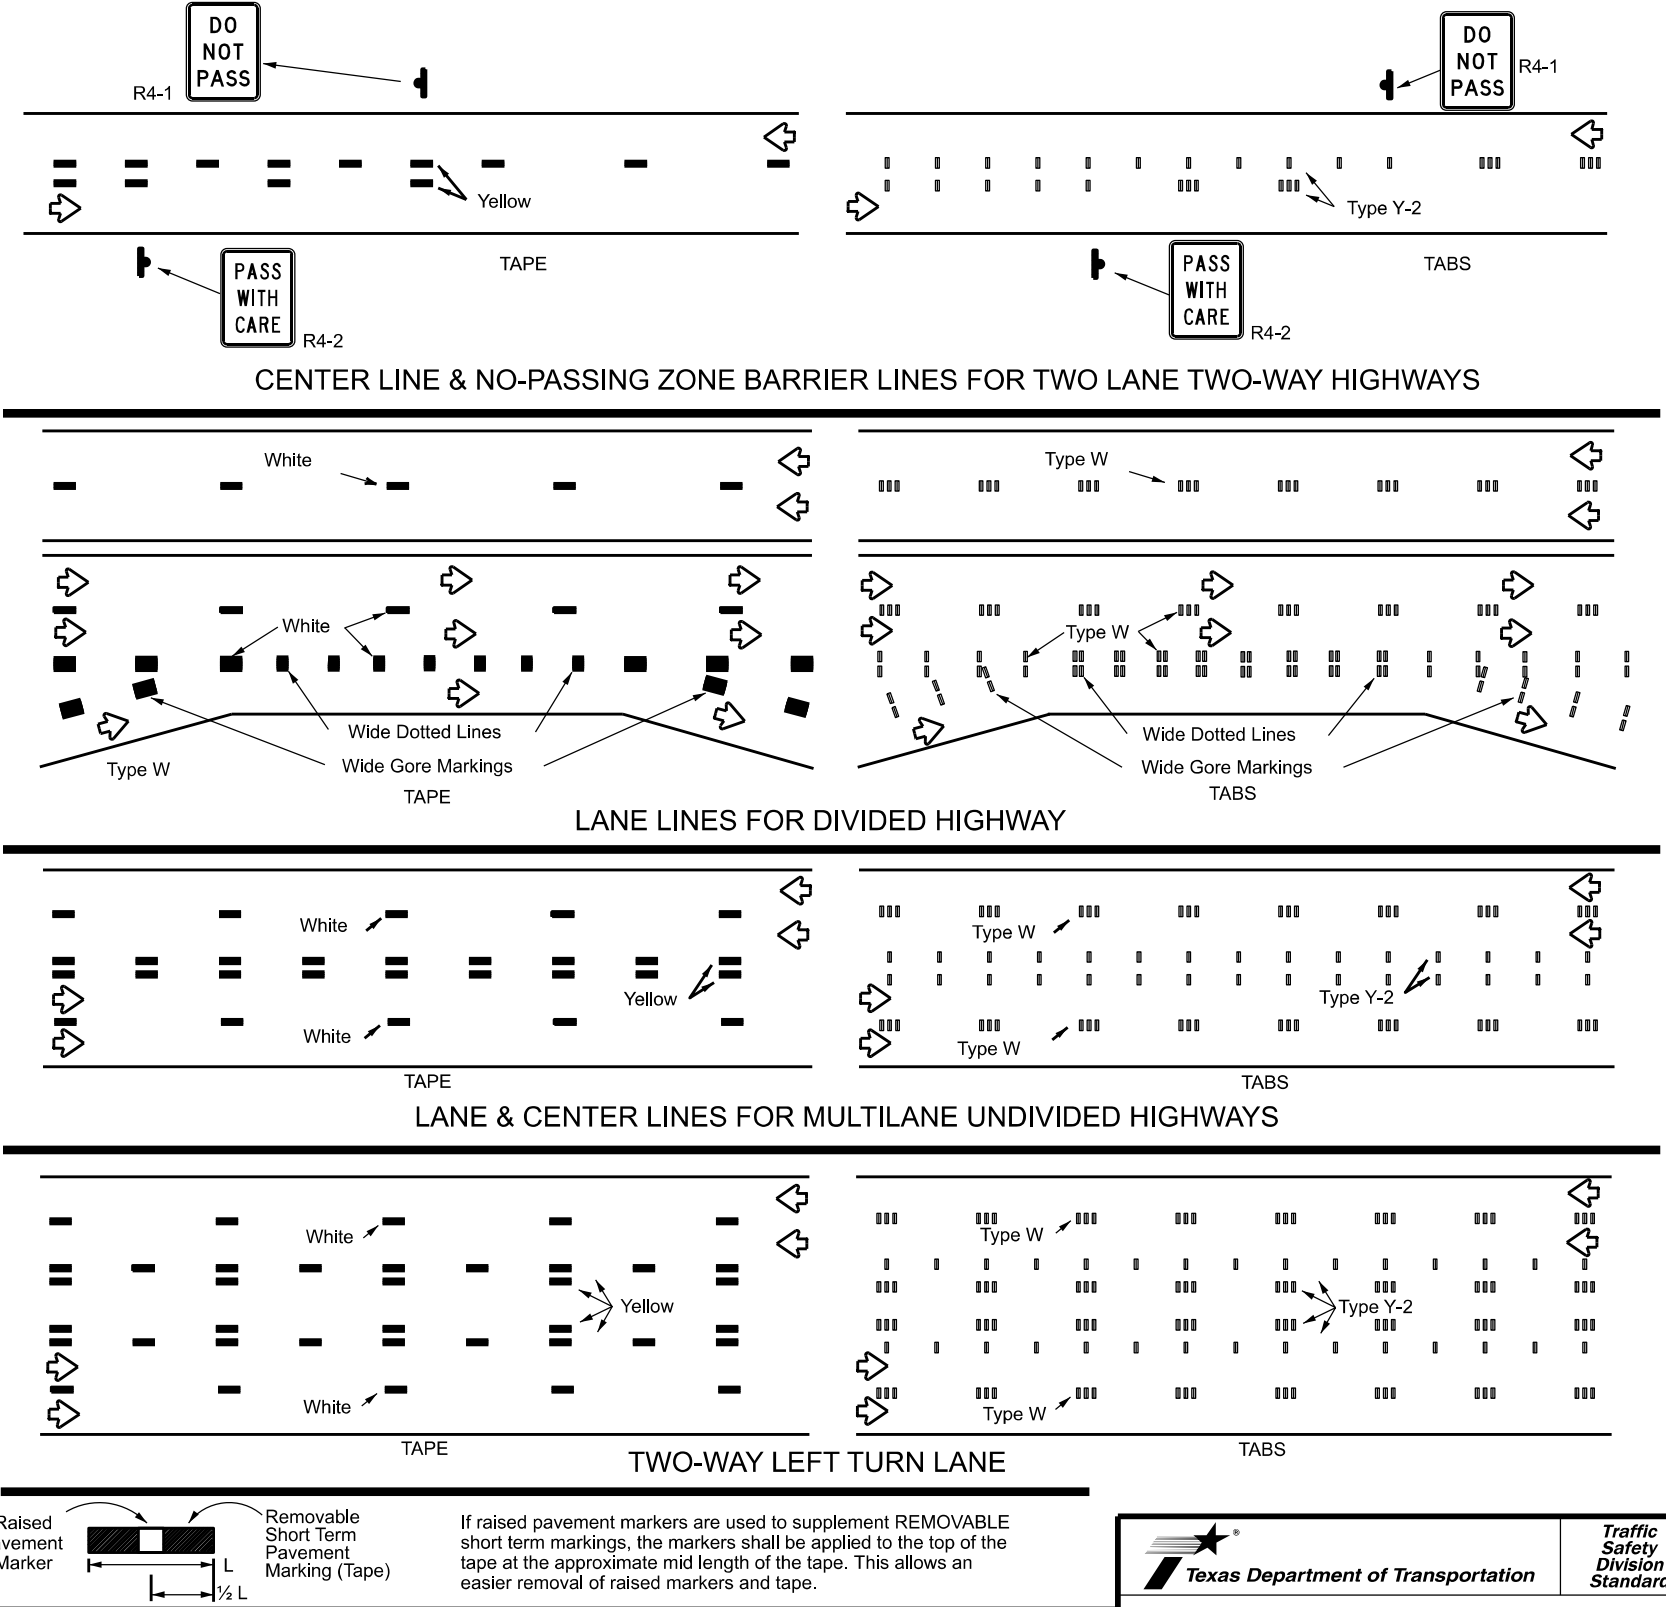 DO
NOT
PASS
R4-1
DO
NOT
PASS
R4-1
Yellow
Type Y-2
PASS
WITH
CARE
R4-2
TAPE
PASS
WITH
CARE
R4-2
TABS
CENTER LINE & NO-PASSING ZONE BARRIER LINES FOR TWO LANE TWO-WAY HIGHWAYS
White
Type W
White
Type W
Wide Dotted Lines
Wide Gore Markings
Type W
TAPE
Wide Dotted Lines
Wide Gore Markings
TABS
LANE LINES FOR DIVIDED HIGHWAY
White
Type W
Yellow
Type Y-2
White
Type W
TAPE
TABS
LANE & CENTER LINES FOR MULTILANE UNDIVIDED HIGHWAYS
White
Type W
Yellow
Type Y-2
White
Type W
TAPE
TABS
TWO-WAY LEFT TURN LANE
Raised
avement
Marker
Removable
Short Term
Pavement
Marking (Tape)
L
½ L
If raised pavement markers are used to supplement REMOVABLE
short term markings, the markers shall be applied to the top of the
tape at the approximate mid length of the tape. This allows an
easier removal of raised markers and tape.
®
Texas Department of Transportation
Traffic
Safety
Division
Standard